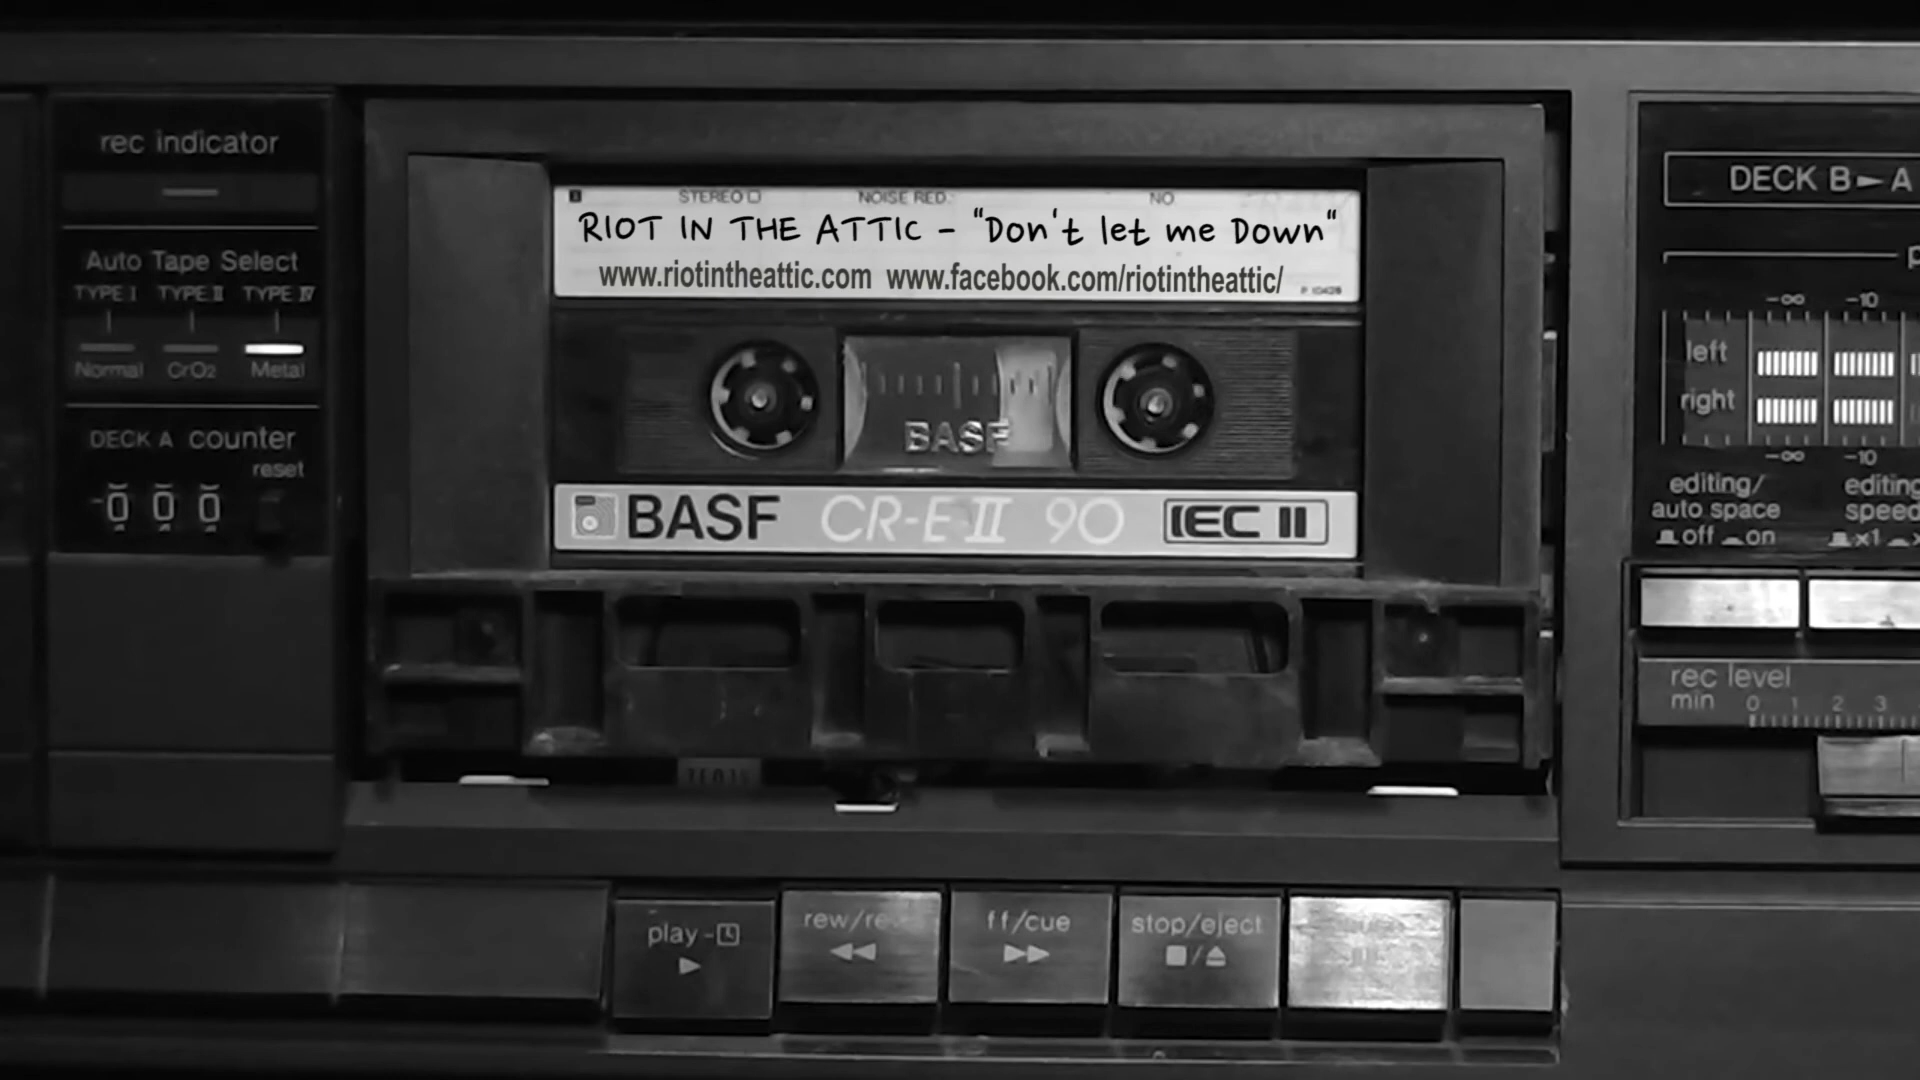 rec indicator
Auto Tape Select
TYPE I TYPE II TYPE IV
Normal CrO2 Metal
DECK A counter
reset
0 0 0
STEREO NOISE RED. NO
RIOT IN THE ATTIC - "Don't let me Down"
www.riotintheattic.com www.facebook.com/riotintheattic/
BASF
BASF CR-E II 90 IEC II
DECK B ► A
-∞ -10
left
right
-∞ -10
editing/ editing
auto space speed
off on x1
rec level
min 0 1 2 3
play
rew/
ff/cue
stop/eject